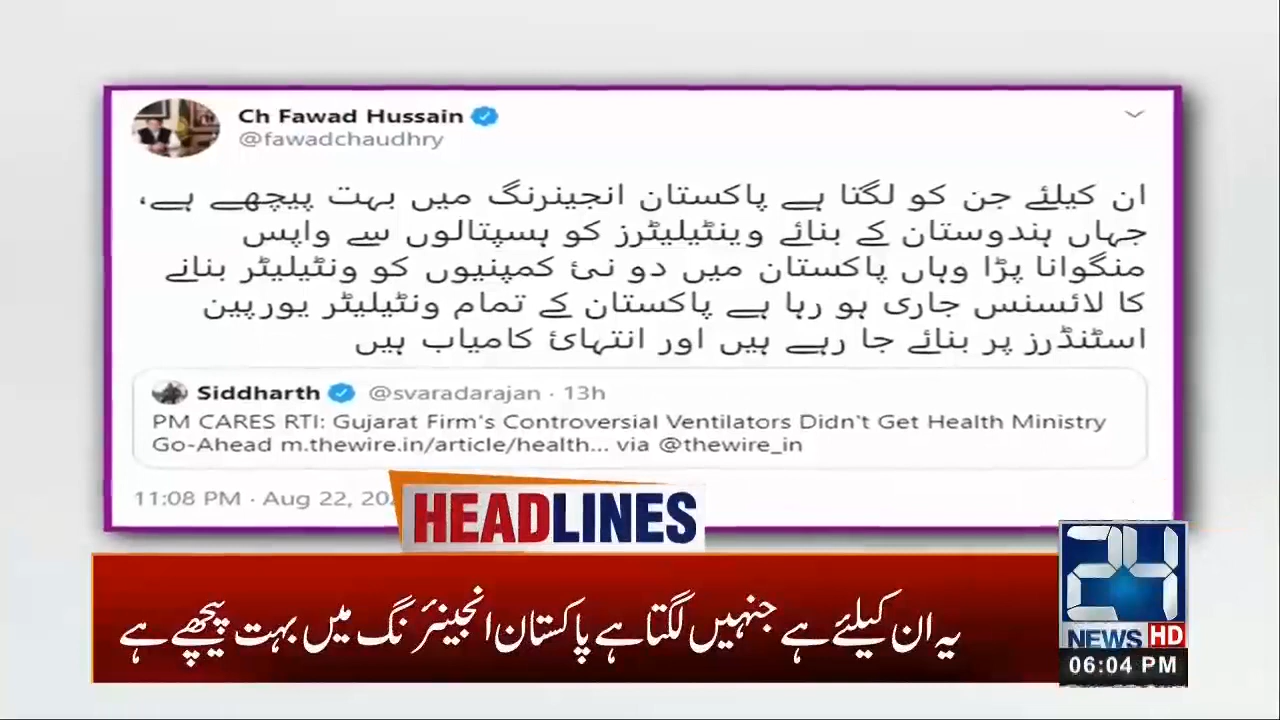 Ch Fawad Hussain
@fawadchaudhry
ان کیلئے جن کو لگتا ہے پاکستان انجینرنگ میں بہت پیچھے ہے،
جہاں ہندوستان کے بنائے وینٹیلیٹرز کو ہسپتالوں سے واپس
منگوانا پڑا وہاں پاکستان میں دو نئ کمپنیوں کو ونٹیلیٹر بنانے
کا لائسنس جاری ہو رہا ہے پاکستان کے تمام ونٹیلیٹر یورپین
اسٹنڈرز پر بنائے جا رہے ہیں اور انتہائ کامیاب ہیں
Siddharth @svaradarajan · 13h
PM CARES RTI: Gujarat Firm's Controversial Ventilators Didn't Get Health Ministry
Go-Ahead m.thewire.in/article/health... via @thewire_in
11:08 PM · Aug 22,
HEADLINES
یہ ان کیلئے ہے جنہیں لگتا ہے پاکستان انجینئرنگ میں بہت پیچھے ہے
24
NEWS HD
06:04 PM